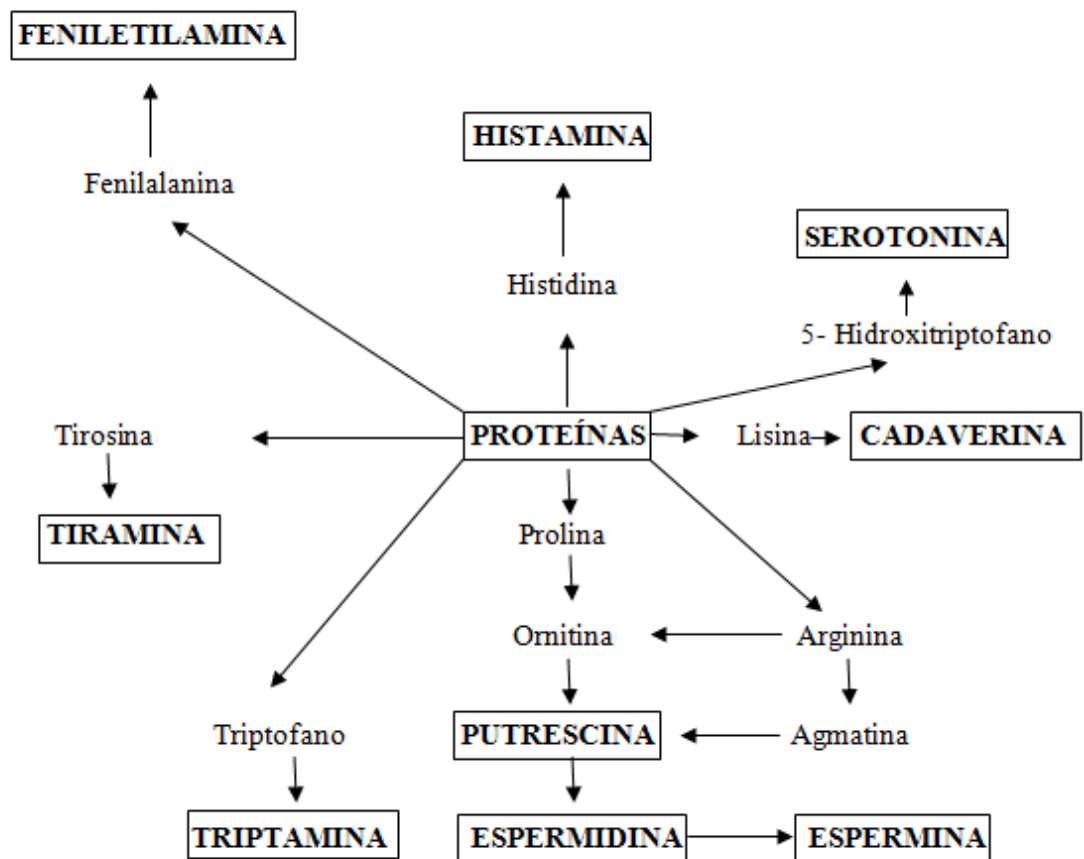 FENILETILAMINA
HISTAMINA
Fenilalanina
SEROTONINA
Histidina
5- Hidroxitriptofano
Tirosina
PROTEÍNAS
Lisina
CADAVERINA
TIRAMINA
Prolina
Ornitina
Arginina
Triptofano
PUTRESCINA
Agmatina
TRIPTAMINA
ESPERMIDINA
ESPERMINA